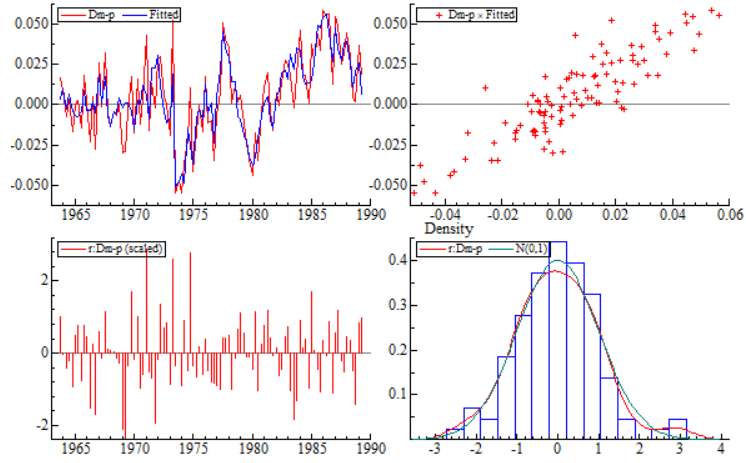 Dm-p Fitted
0.050
0.025
0.000
-0.025
-0.050
1965 1970 1975 1980 1985 1990
Dm-p × Fitted
0.050
0.025
0.000
-0.025
-0.050
-0.04 -0.02 0.00 0.02 0.04 0.06
r:Dm-p (scaled)
2
0
-2
1965 1970 1975 1980 1985 1990
Density
r:Dm-p N(0,1)
0.4
0.3
0.2
0.1
-3 -2 -1 0 1 2 3 4